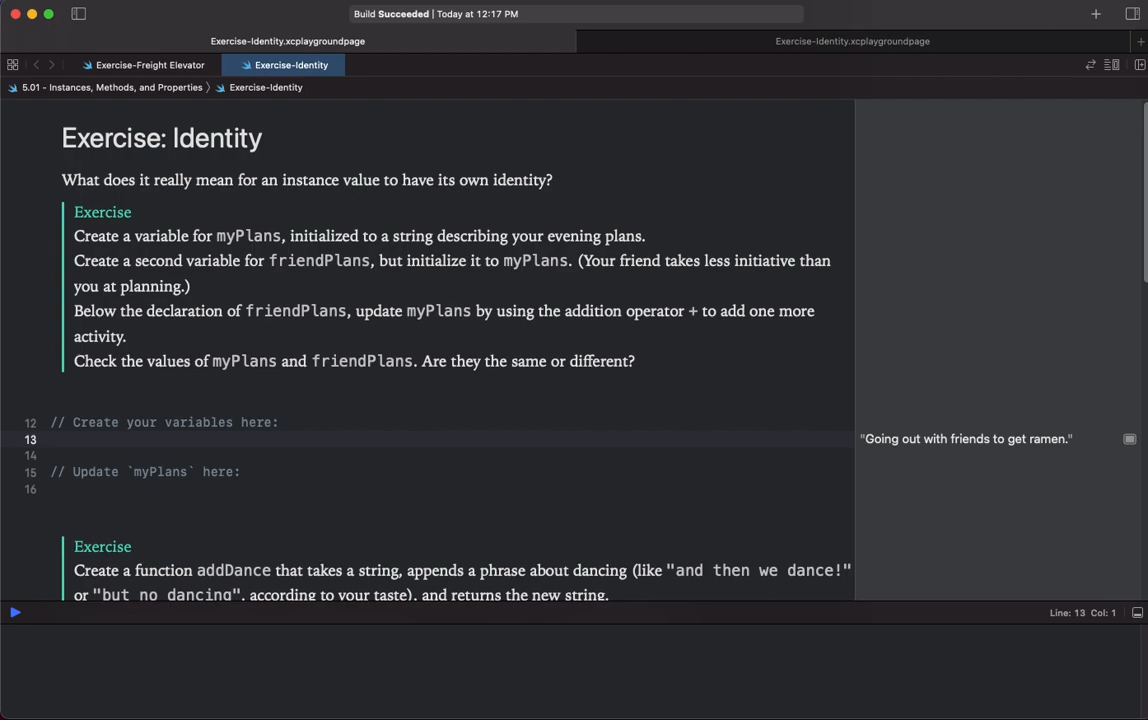 Build Succeeded | Today at 12:17 PM
Exercise-Identity.xcplaygroundpage
Exercise-Identity.xcplaygroundpage
Exercise-Freight Elevator
Exercise-Identity
5.01 - Instances, Methods, and Properties 〉 Exercise-Identity
Exercise: Identity
What does it really mean for an instance value to have its own identity?
Exercise
Create a variable for myPlans, initialized to a string describing your evening plans.
Create a second variable for friendPlans, but initialize it to myPlans. (Your friend takes less initiative than
you at planning.)
Below the declaration of friendPlans, update myPlans by using the addition operator + to add one more
activity.
Check the values of myPlans and friendPlans. Are they the same or different?
12 // Create your variables here:
13
"Going out with friends to get ramen."
14
15 // Update `myPlans` here:
16
Exercise
Create a function addDance that takes a string, appends a phrase about dancing (like "and then we dance!"
or "but no dancing", according to your taste), and returns the new string.
Line: 13 Col: 1